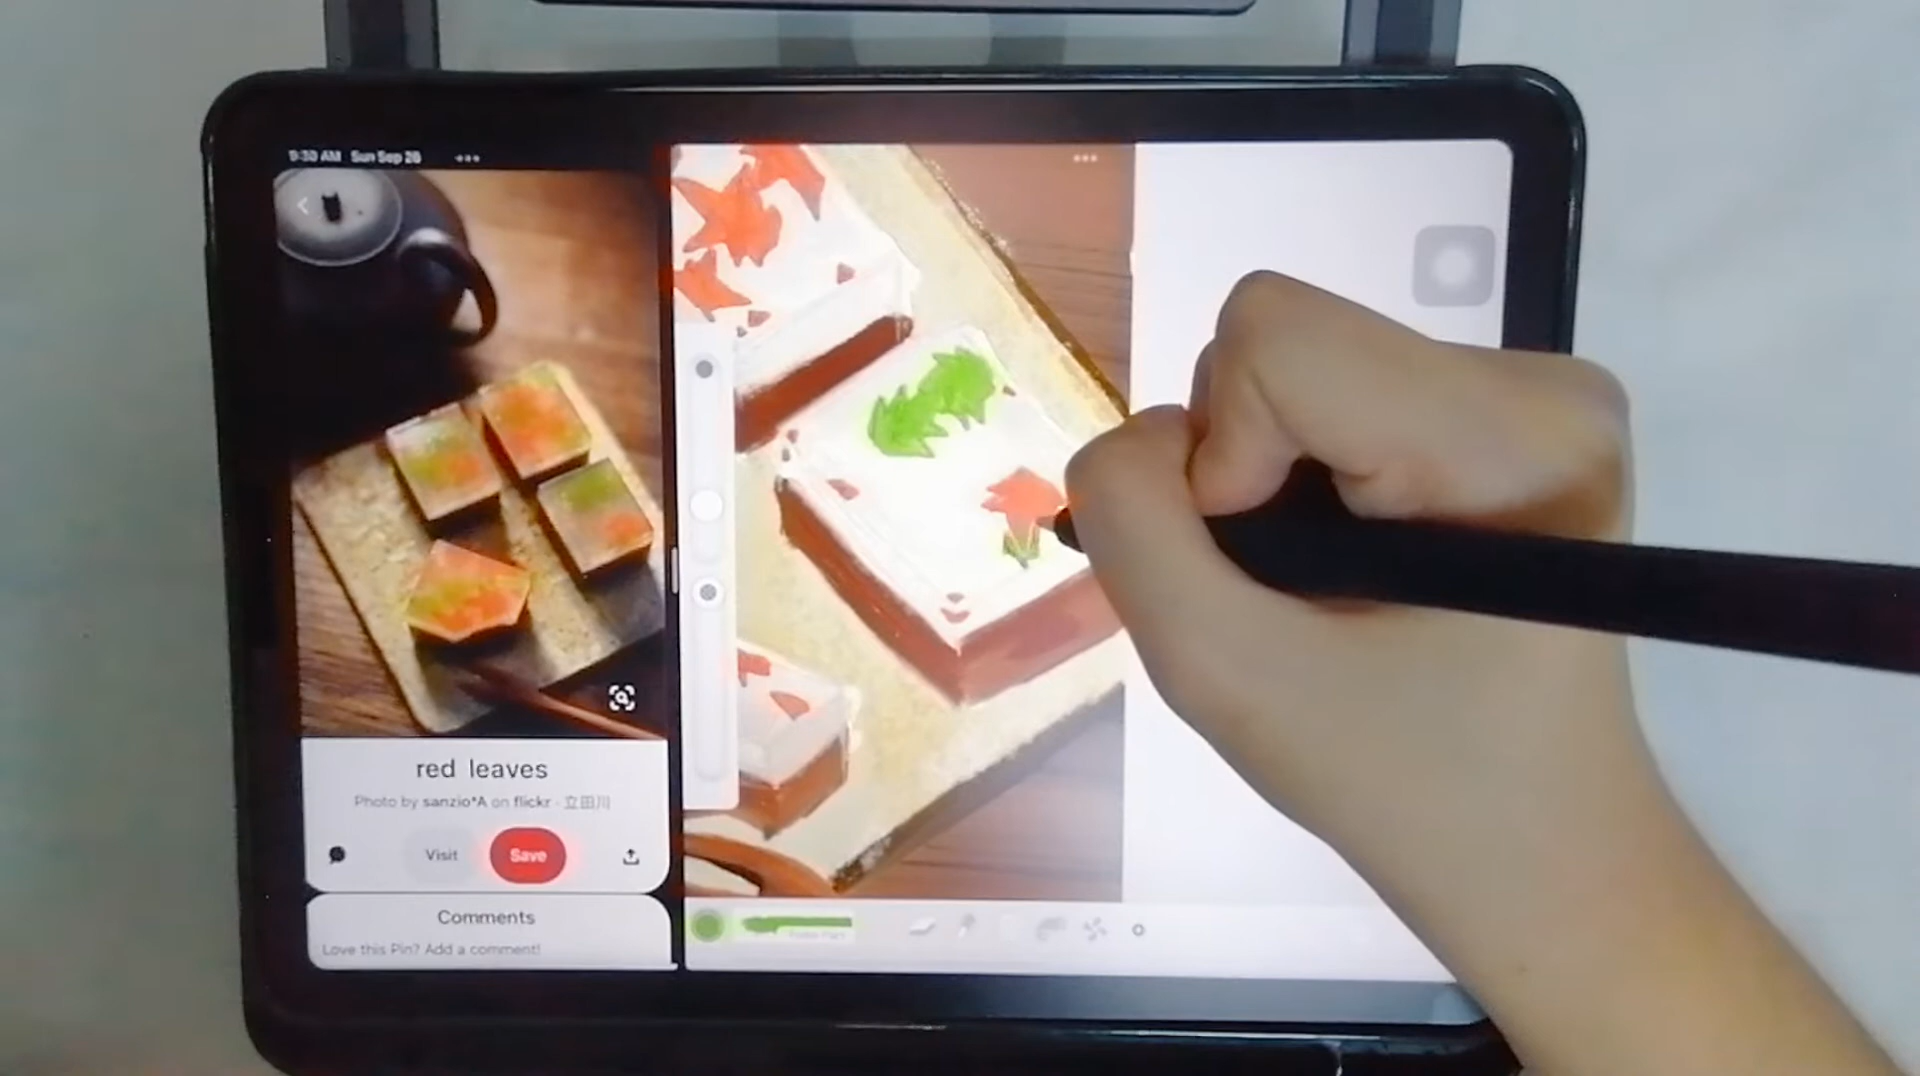 9:30 AM Sun Sep 26
red leaves
Photo by sanzio*A on flickr - 立田川
Visit
Save
Comments
Love this Pin? Add a comment!